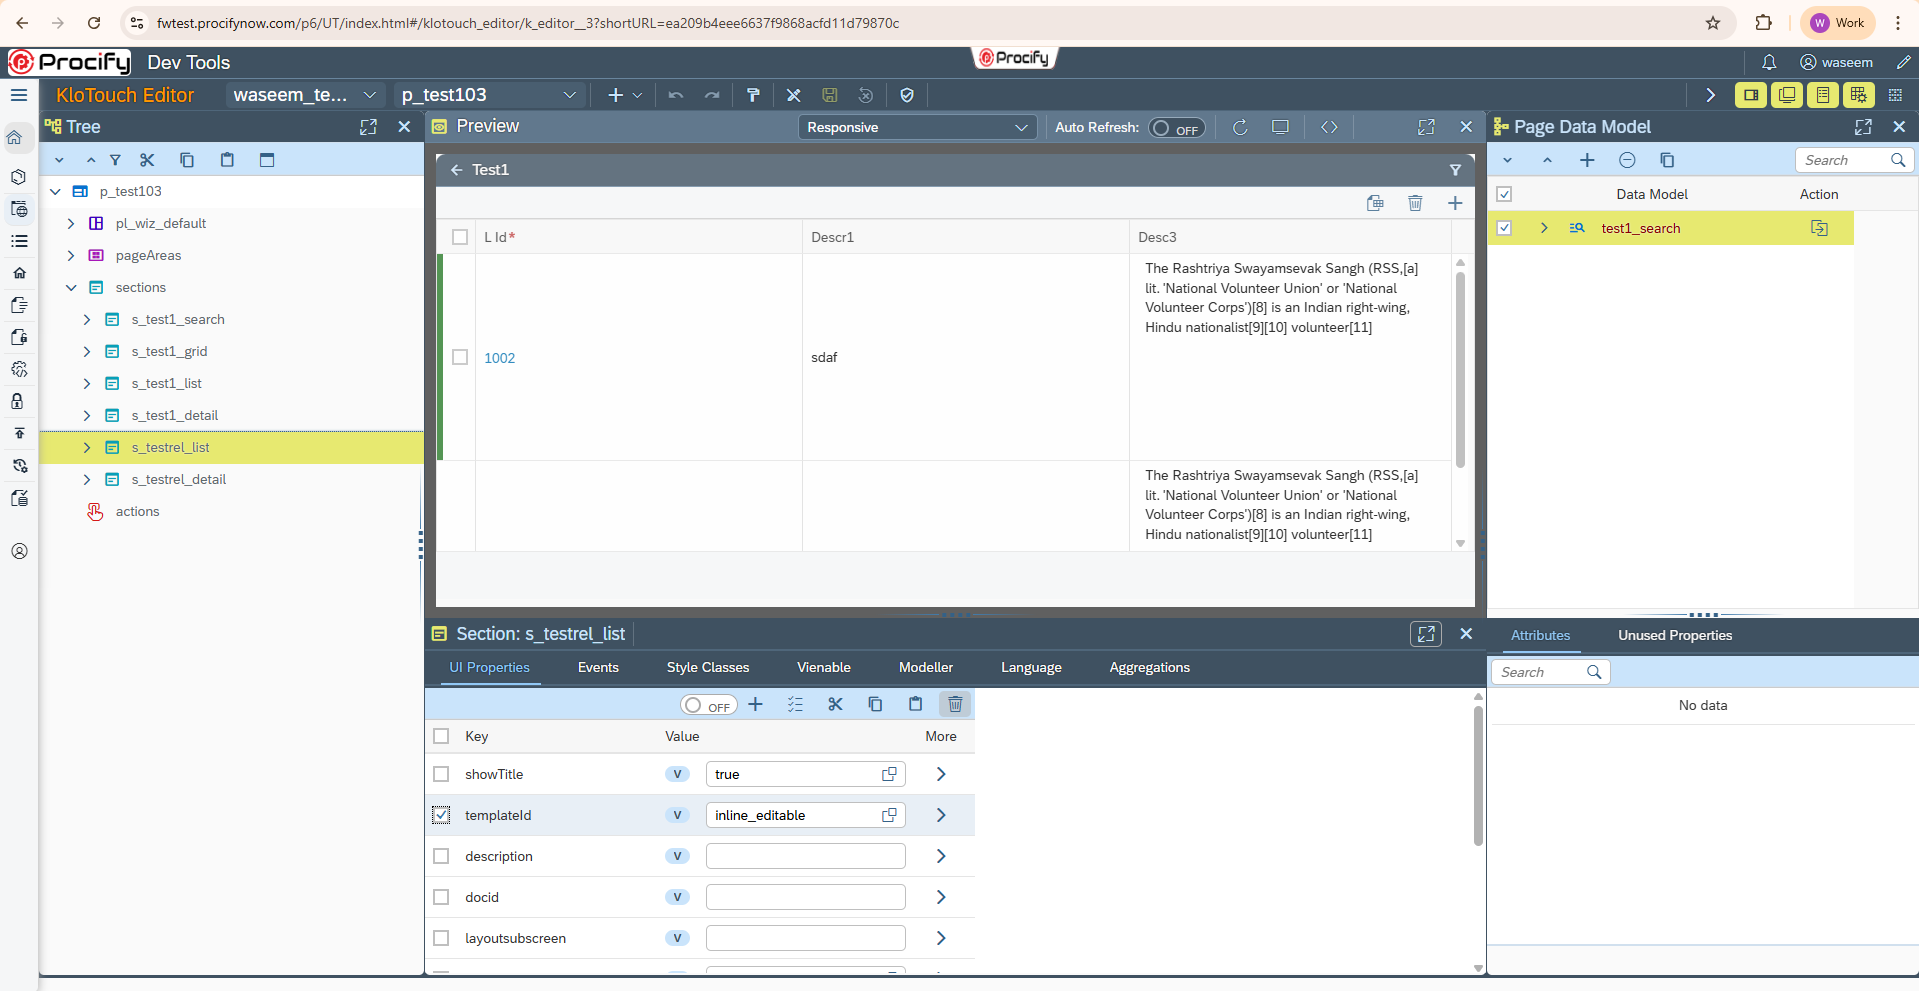 fwtest.procifynow.com/p6/UT/index.html#/klotouch_editor/k_editor__3?shortURL=ea209b4eee6637f9868acfd11d79870c
W Work
Procify Dev Tools
Procify
waseem
KloTouch Editor
waseem_te...
p_test103
Tree
p_test103
pl_wiz_default
pageAreas
sections
s_test1_search
s_test1_grid
s_test1_list
s_test1_detail
s_testrel_list
s_testrel_detail
actions
Preview
Responsive
Auto Refresh:
OFF
Test1
L Id*
Descr1
Desc3
1002
sdaf
The Rashtriya Swayamsevak Sangh (RSS,[a]
lit. 'National Volunteer Union' or 'National
Volunteer Corps')[8] is an Indian right-wing,
Hindu nationalist[9][10] volunteer[11]
The Rashtriya Swayamsevak Sangh (RSS,[a]
lit. 'National Volunteer Union' or 'National
Volunteer Corps')[8] is an Indian right-wing,
Hindu nationalist[9][10] volunteer[11]
Section: s_testrel_list
UI Properties
Events
Style Classes
Vienable
Modeller
Language
Aggregations
OFF
Key
Value
More
showTitle
V
true
templateId
V
inline_editable
description
V
docid
V
layoutsubscreen
V
Page Data Model
Search
Data Model
Action
test1_search
Attributes
Unused Properties
Search
No data